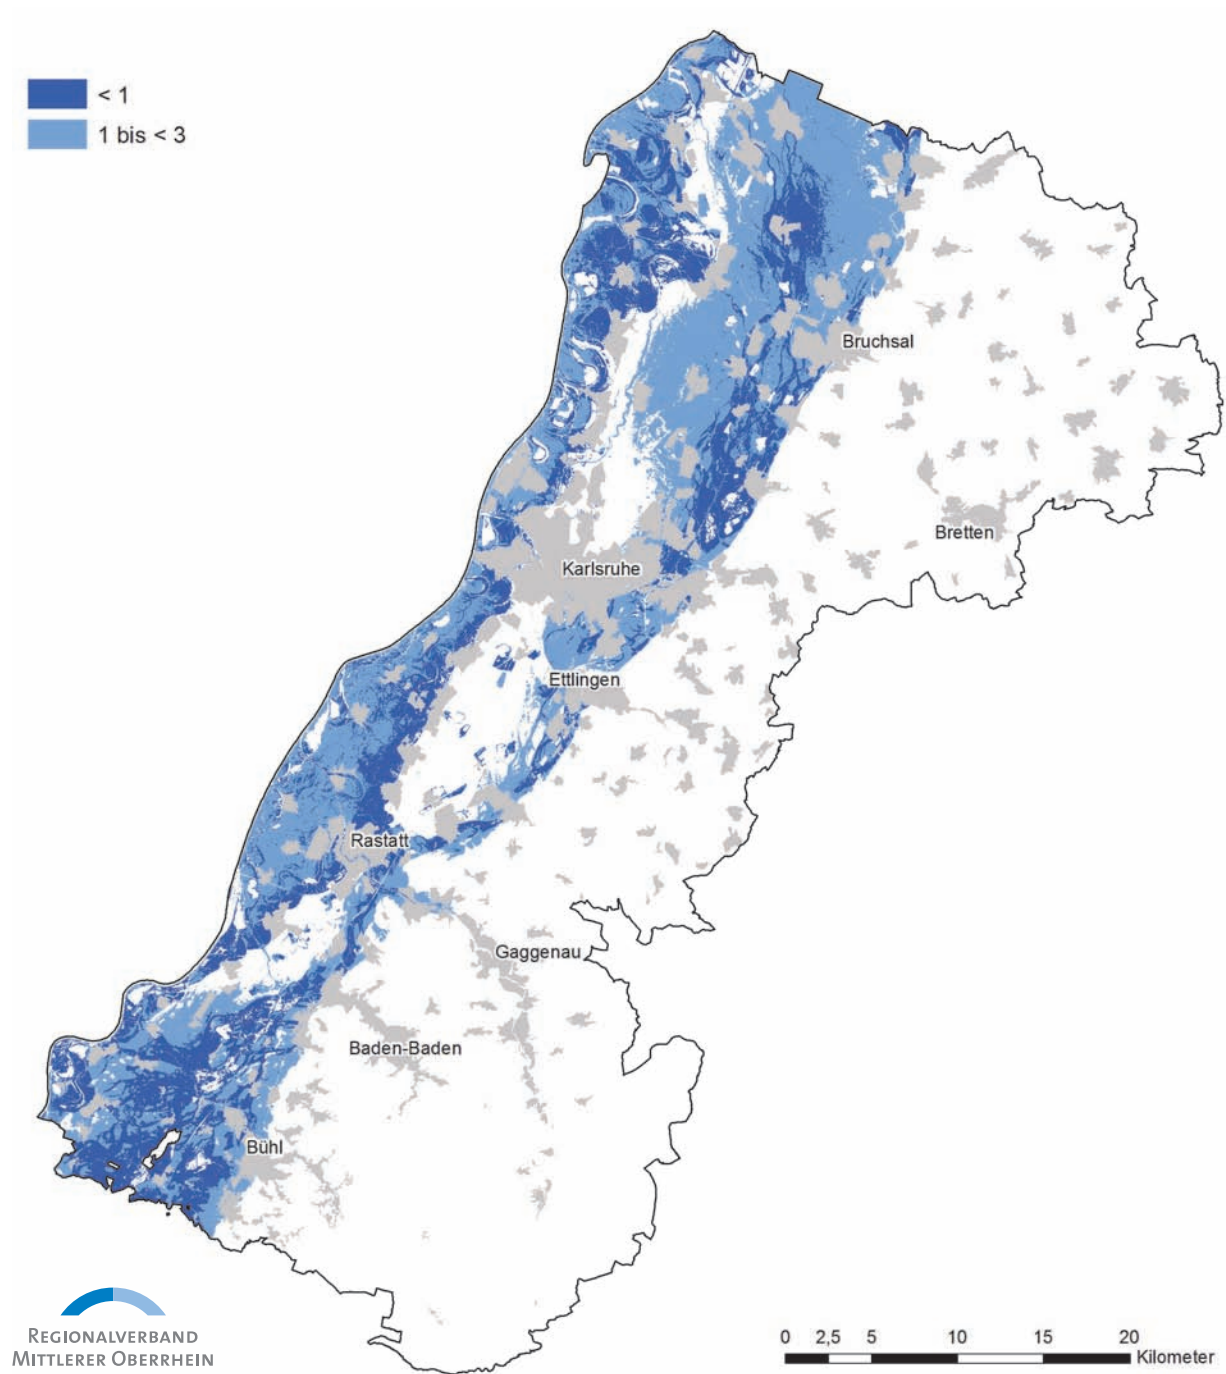 < 1
1 bis < 3
Bruchsal
Bretten
Karlsruhe
Ettlingen
Rastatt
Gaggenau
Baden-Baden
Bühl
REGIONALVERBAND
MITTLERER OBERRHEIN
0 2,5 5 10 15 20
Kilometer